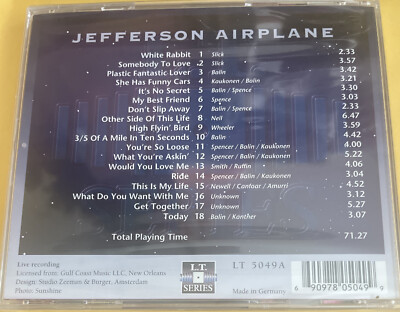 JEFFERSON AIRPLANE
White Rabbit 1 Slick 2.33
Somebody To Love 2 Slick 3.57
Plastic Fantastic Lover 3 Balin 3.42
She Has Funny Cars 4 Kaukonen / Balin 3.21
It's No Secret 5 Balin / Spence 3.30
My Best Friend 6 Spence 3.03
Don't Slip Away 7 Balin / Spence 2.33
Other Side Of This Life 8 Neil
High Flyin' Bird 9 Wheeler
3/5 Of A Mile In Ten Seconds 10 Balin 4.42
You're So Loose 11 Spencer / Balin / Kaukonen 4.00
What You're Askin' 12 Spencer / Balin / Kaukonen 5.22
Would You Love Me 13 Smith / Ruffin 4.06
Ride 14 Spencer / Balin / Kaukonen 4.04
This Is My Life 15 Newell / Canfoar / Amurri
What Do You Want With Me 16 Unknown 3.12
Get Together 17 Unknown 5.27
Today 18 Balin / Kanther 3.07
Total Playing Time 71.27
Live recording
Licensed from: Gulf Coast Music LLC, New Orleans
Design: Studio Zeeman & Burger, Amsterdam
Photo: Sunshine
LT
SERIES
LT 5049A
Made in Germany
6 90978 05049